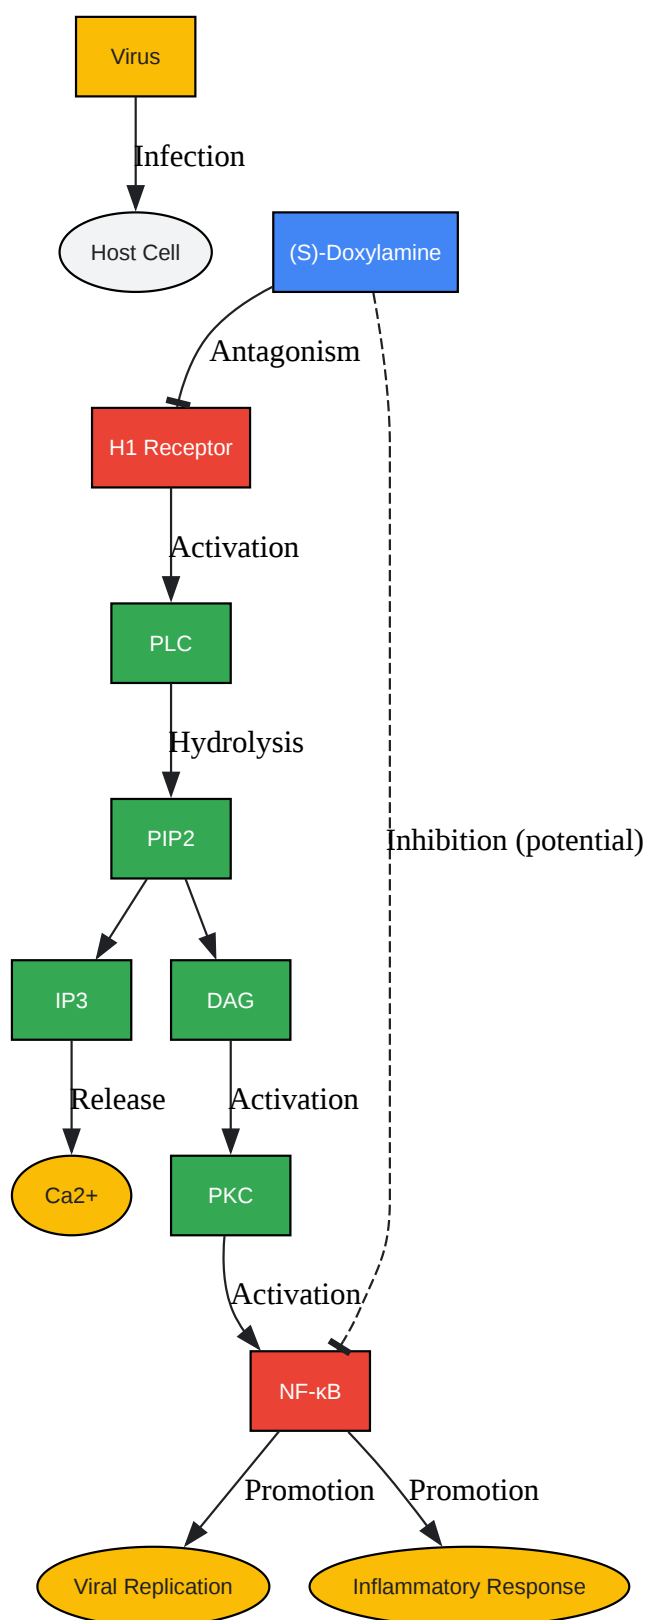 Virus
Infection
Host Cell
(S)-Doxylamine
Antagonism
H1 Receptor
Activation
PLC
Hydrolysis
PIP2
Inhibition (potential)
IP3
DAG
Release
Activation
Ca2+
PKC
Activation
NF-κB
Promotion
Promotion
Viral Replication
Inflammatory Response